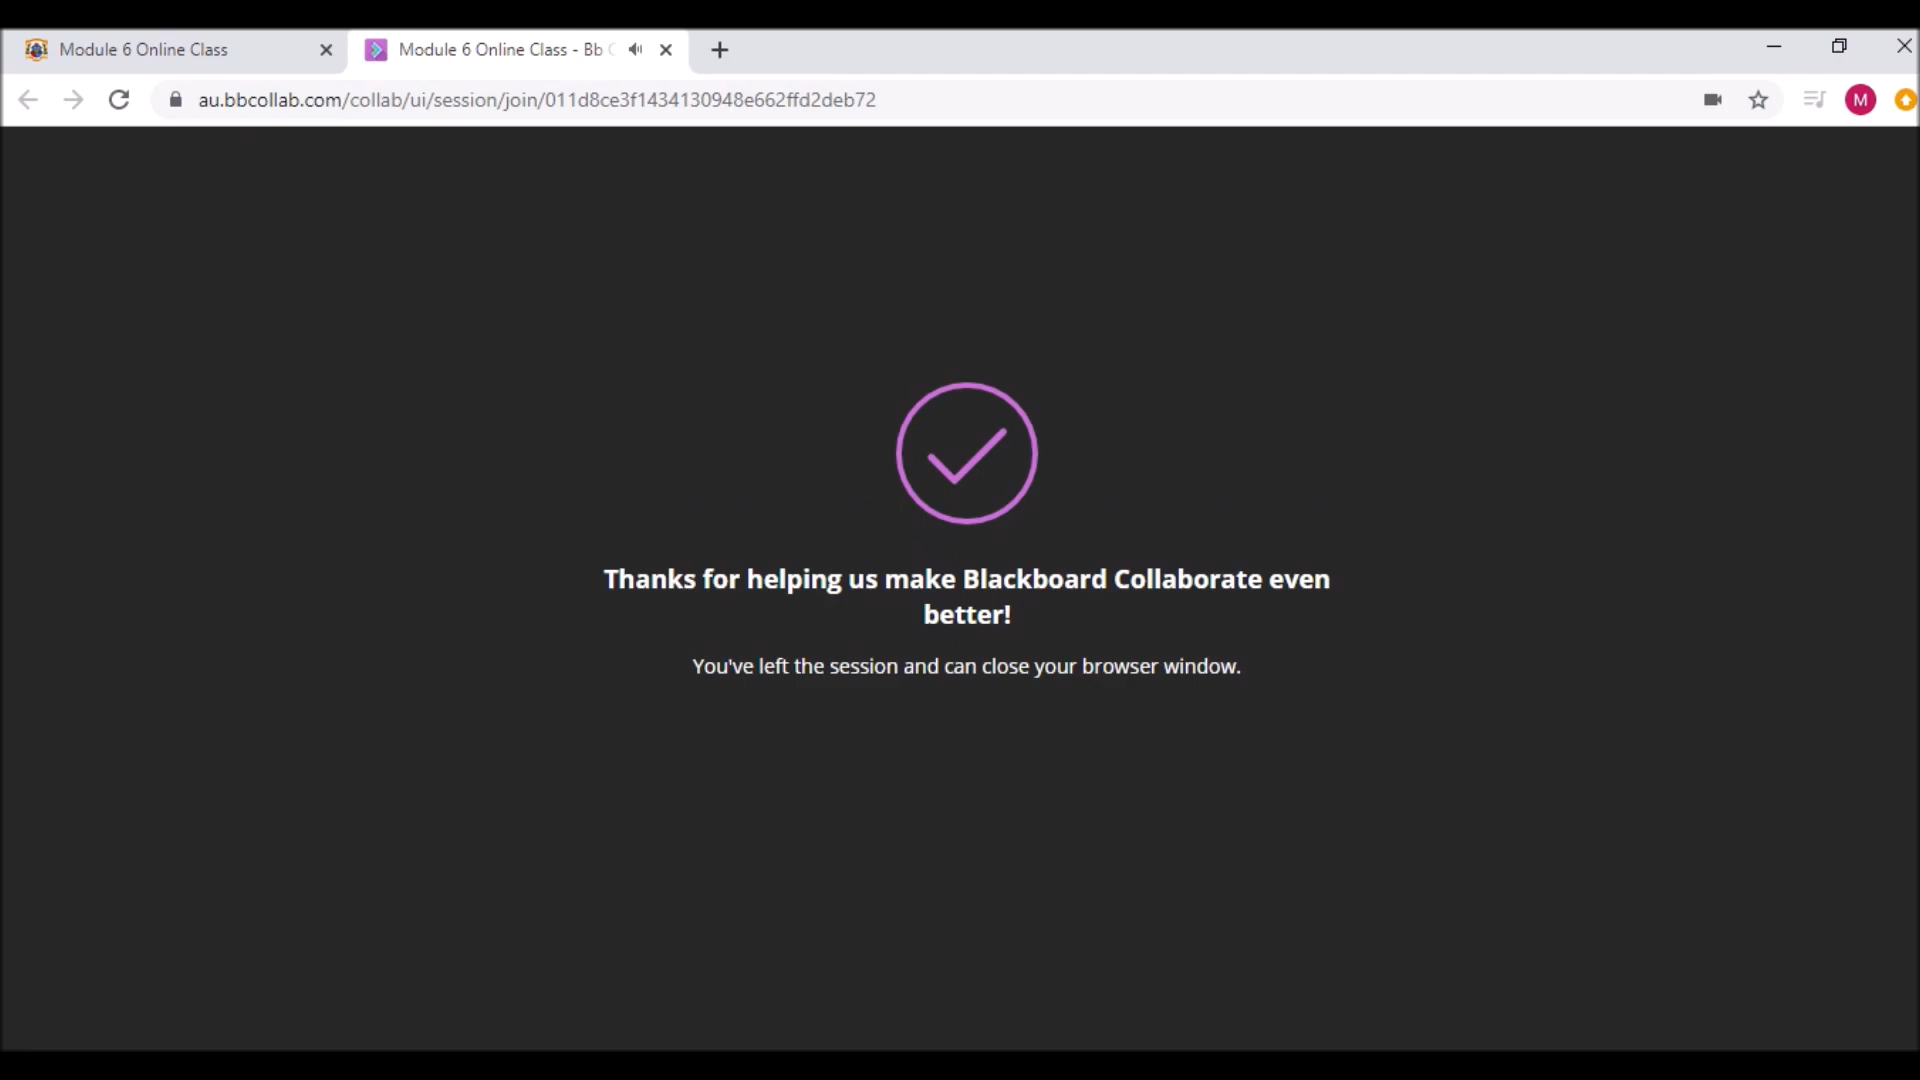 Module 6 Online Class
Module 6 Online Class - Bb
au.bbcollab.com/collab/ui/session/join/011d8ce3f1434130948e662ffd2deb72
M
Thanks for helping us make Blackboard Collaborate even
better!
You've left the session and can close your browser window.